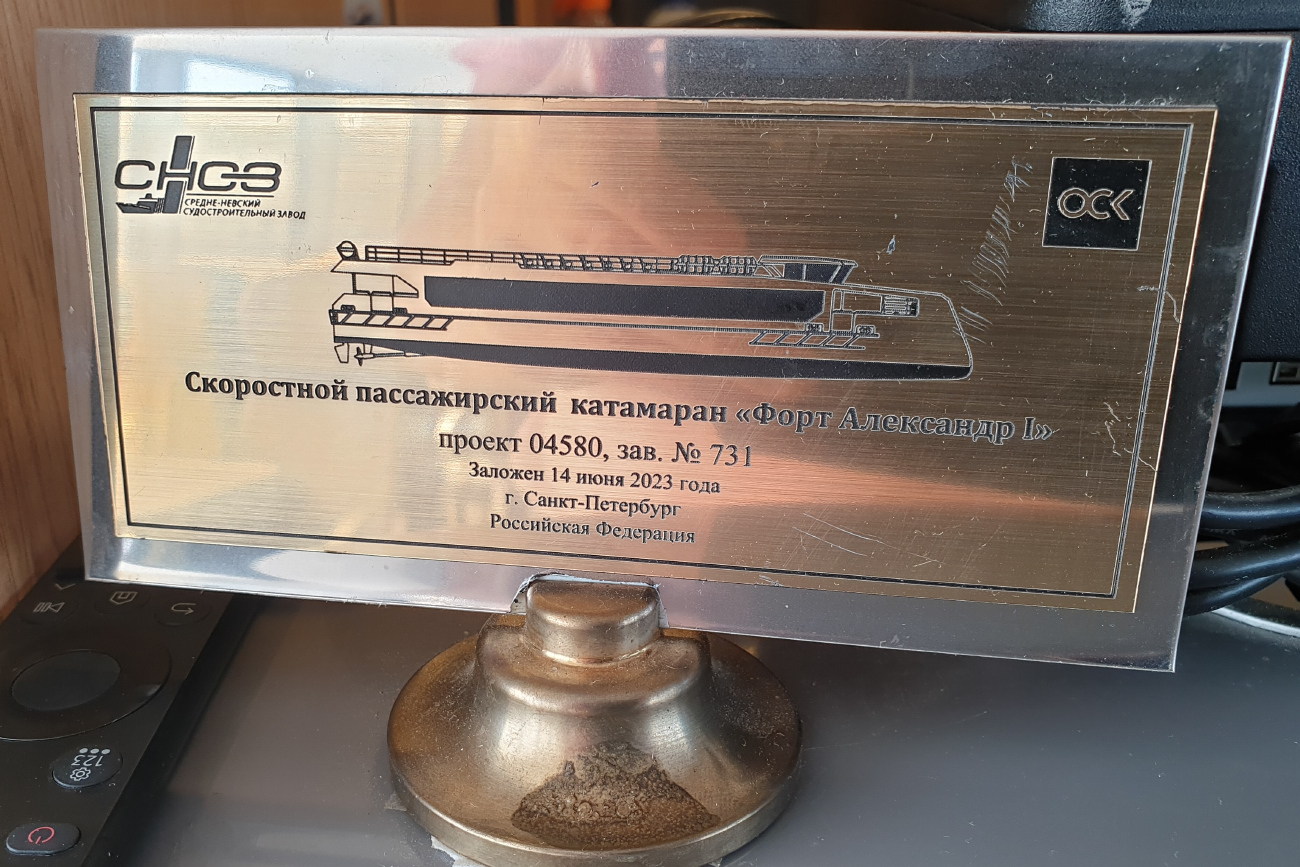 СНСЗ
СРЕДНЕ-НЕВСКИЙ
СУДОСТРОИТЕЛЬНЫЙ ЗАВОД
ОСК
Скоростной пассажирский катамаран «Форт Александр I»
проект 04580, зав. № 731
Заложен 14 июня 2023 года
г. Санкт-Петербург
Российская Федерация
123